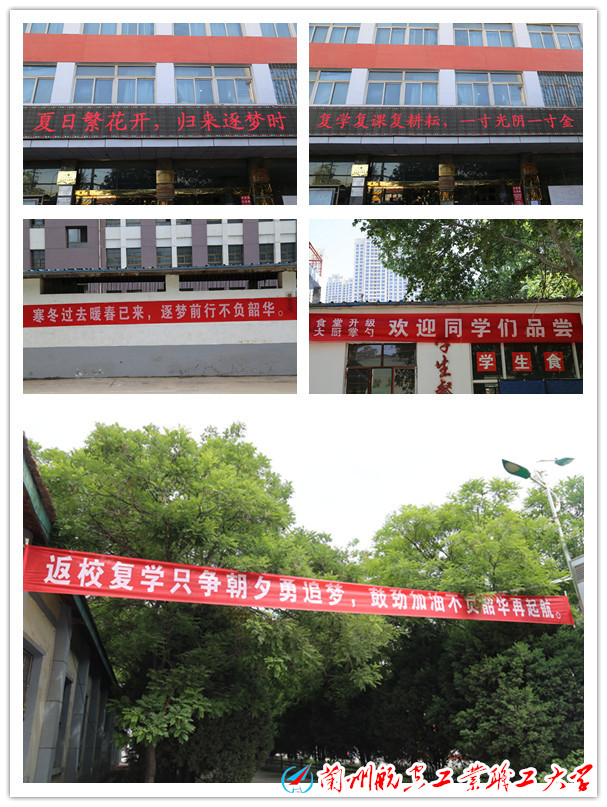 夏日繁花开，归来逐梦时
复学复课复耕耘，一寸光阴一寸金
寒冬过去暖春已来，逐梦前行不负韶华。
食堂升级
大厨掌勺
欢迎同学们品尝
学生餐
学生食
返校复学只争朝夕勇追梦，鼓劲加油不负韶华再起航。
兰州航空工业职工大学